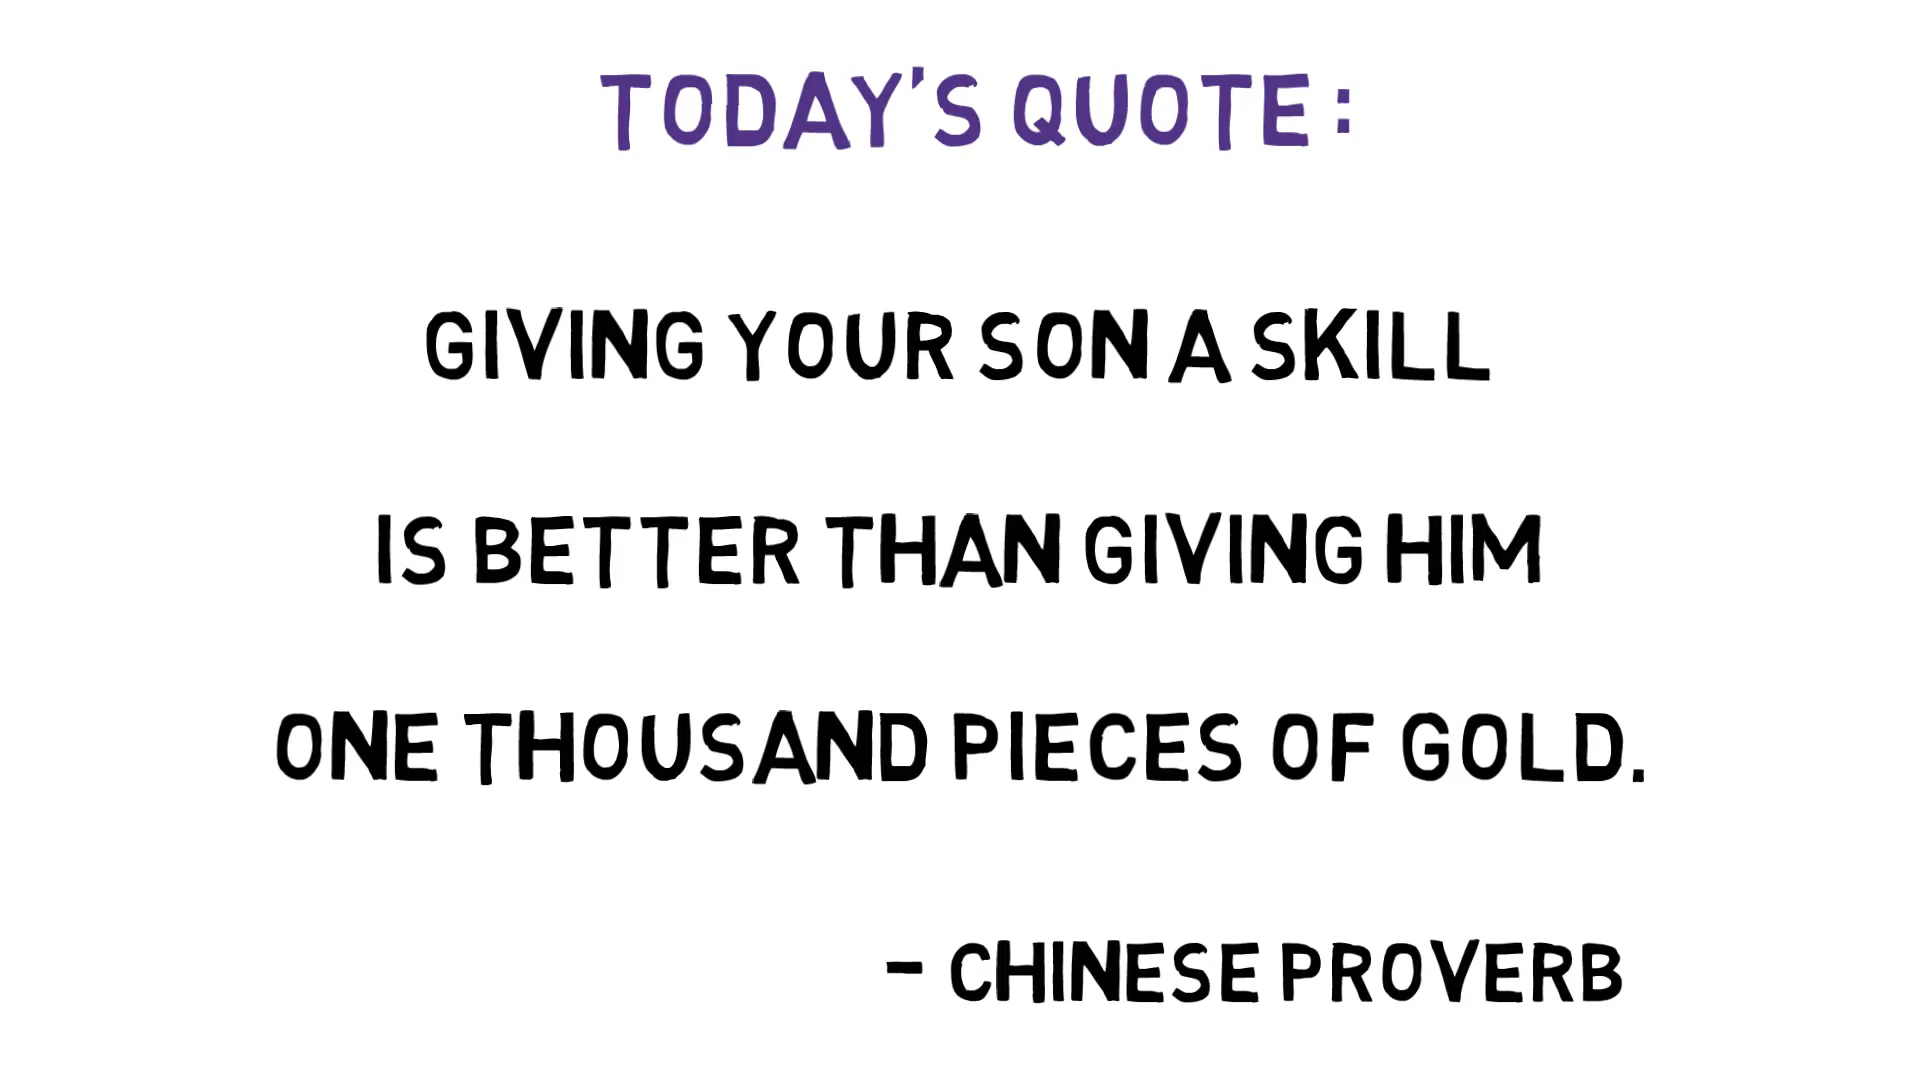 TODAY'S QUOTE:
GIVING YOUR SON A SKILL
IS BETTER THAN GIVING HIM
ONE THOUSAND PIECES OF GOLD.
- CHINESE PROVERB